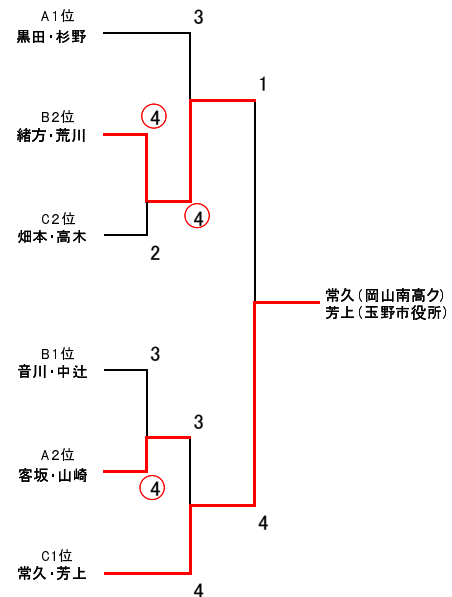 A1位
黒田・杉野
3
1
B2位
緒方・荒川
4
4
C2位
畑本・高木
2
常久(岡山南高ク)
芳上(玉野市役所)
B1位
音川・中辻
3
3
A2位
客坂・山崎
4
4
C1位
常久・芳上
4